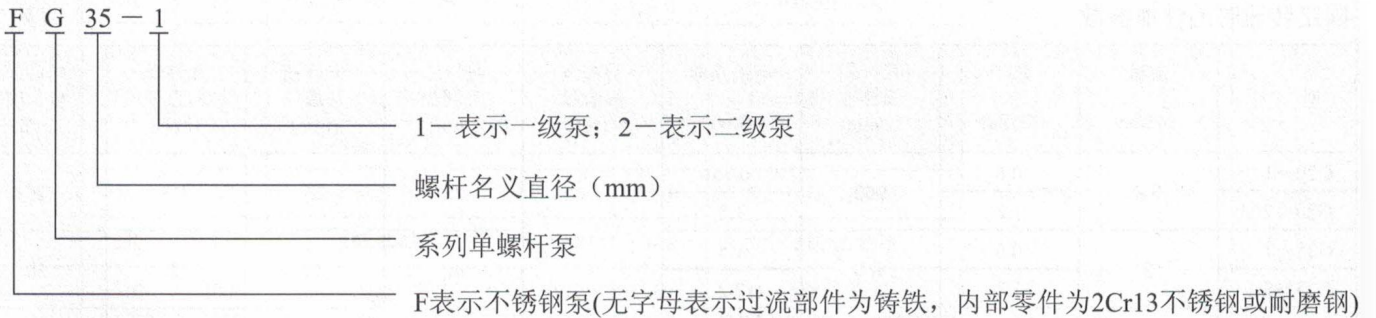 F G 35－1
1－表示一级泵；2－表示二级泵
螺杆名义直径（mm）
系列单螺杆泵
F表示不锈钢泵(无字母表示过流部件为铸铁，内部零件为2Cr13不锈钢或耐磨钢)